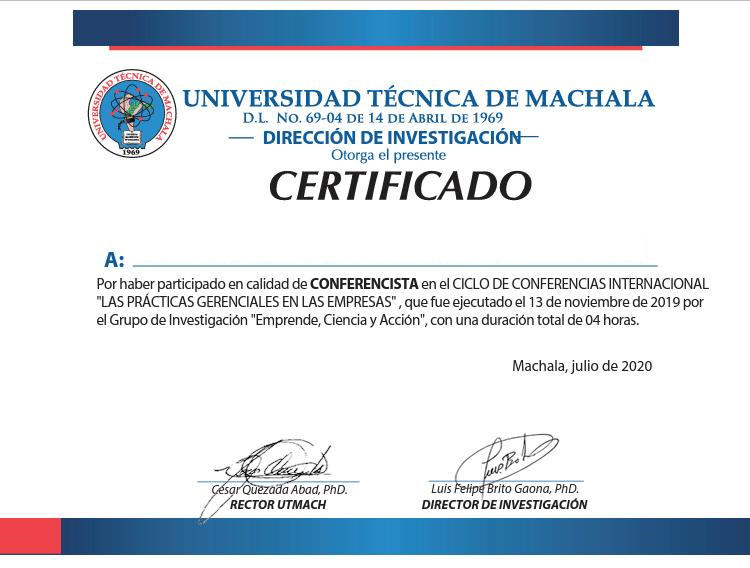 UNIVERSIDAD TÉCNICA DE MACHALA
1969
UNIVERSIDAD TÉCNICA DE MACHALA
D.L. No. 69-04 DE 14 DE ABRIL DE 1969
DIRECCIÓN DE INVESTIGACIÓN
Otorga el presente
CERTIFICADO
A:
Por haber participado en calidad de CONFERENCISTA en el CICLO DE CONFERENCIAS INTERNACIONAL
"LAS PRÁCTICAS GERENCIALES EN LAS EMPRESAS" , que fue ejecutado el 13 de noviembre de 2019 por
el Grupo de Investigación "Emprende, Ciencia y Acción", con una duración total de 04 horas.
Machala, julio de 2020
César Quezada Abad, PhD.
RECTOR UTMACH
Luis Felipe Brito Gaona, PhD.
DIRECTOR DE INVESTIGACIÓN